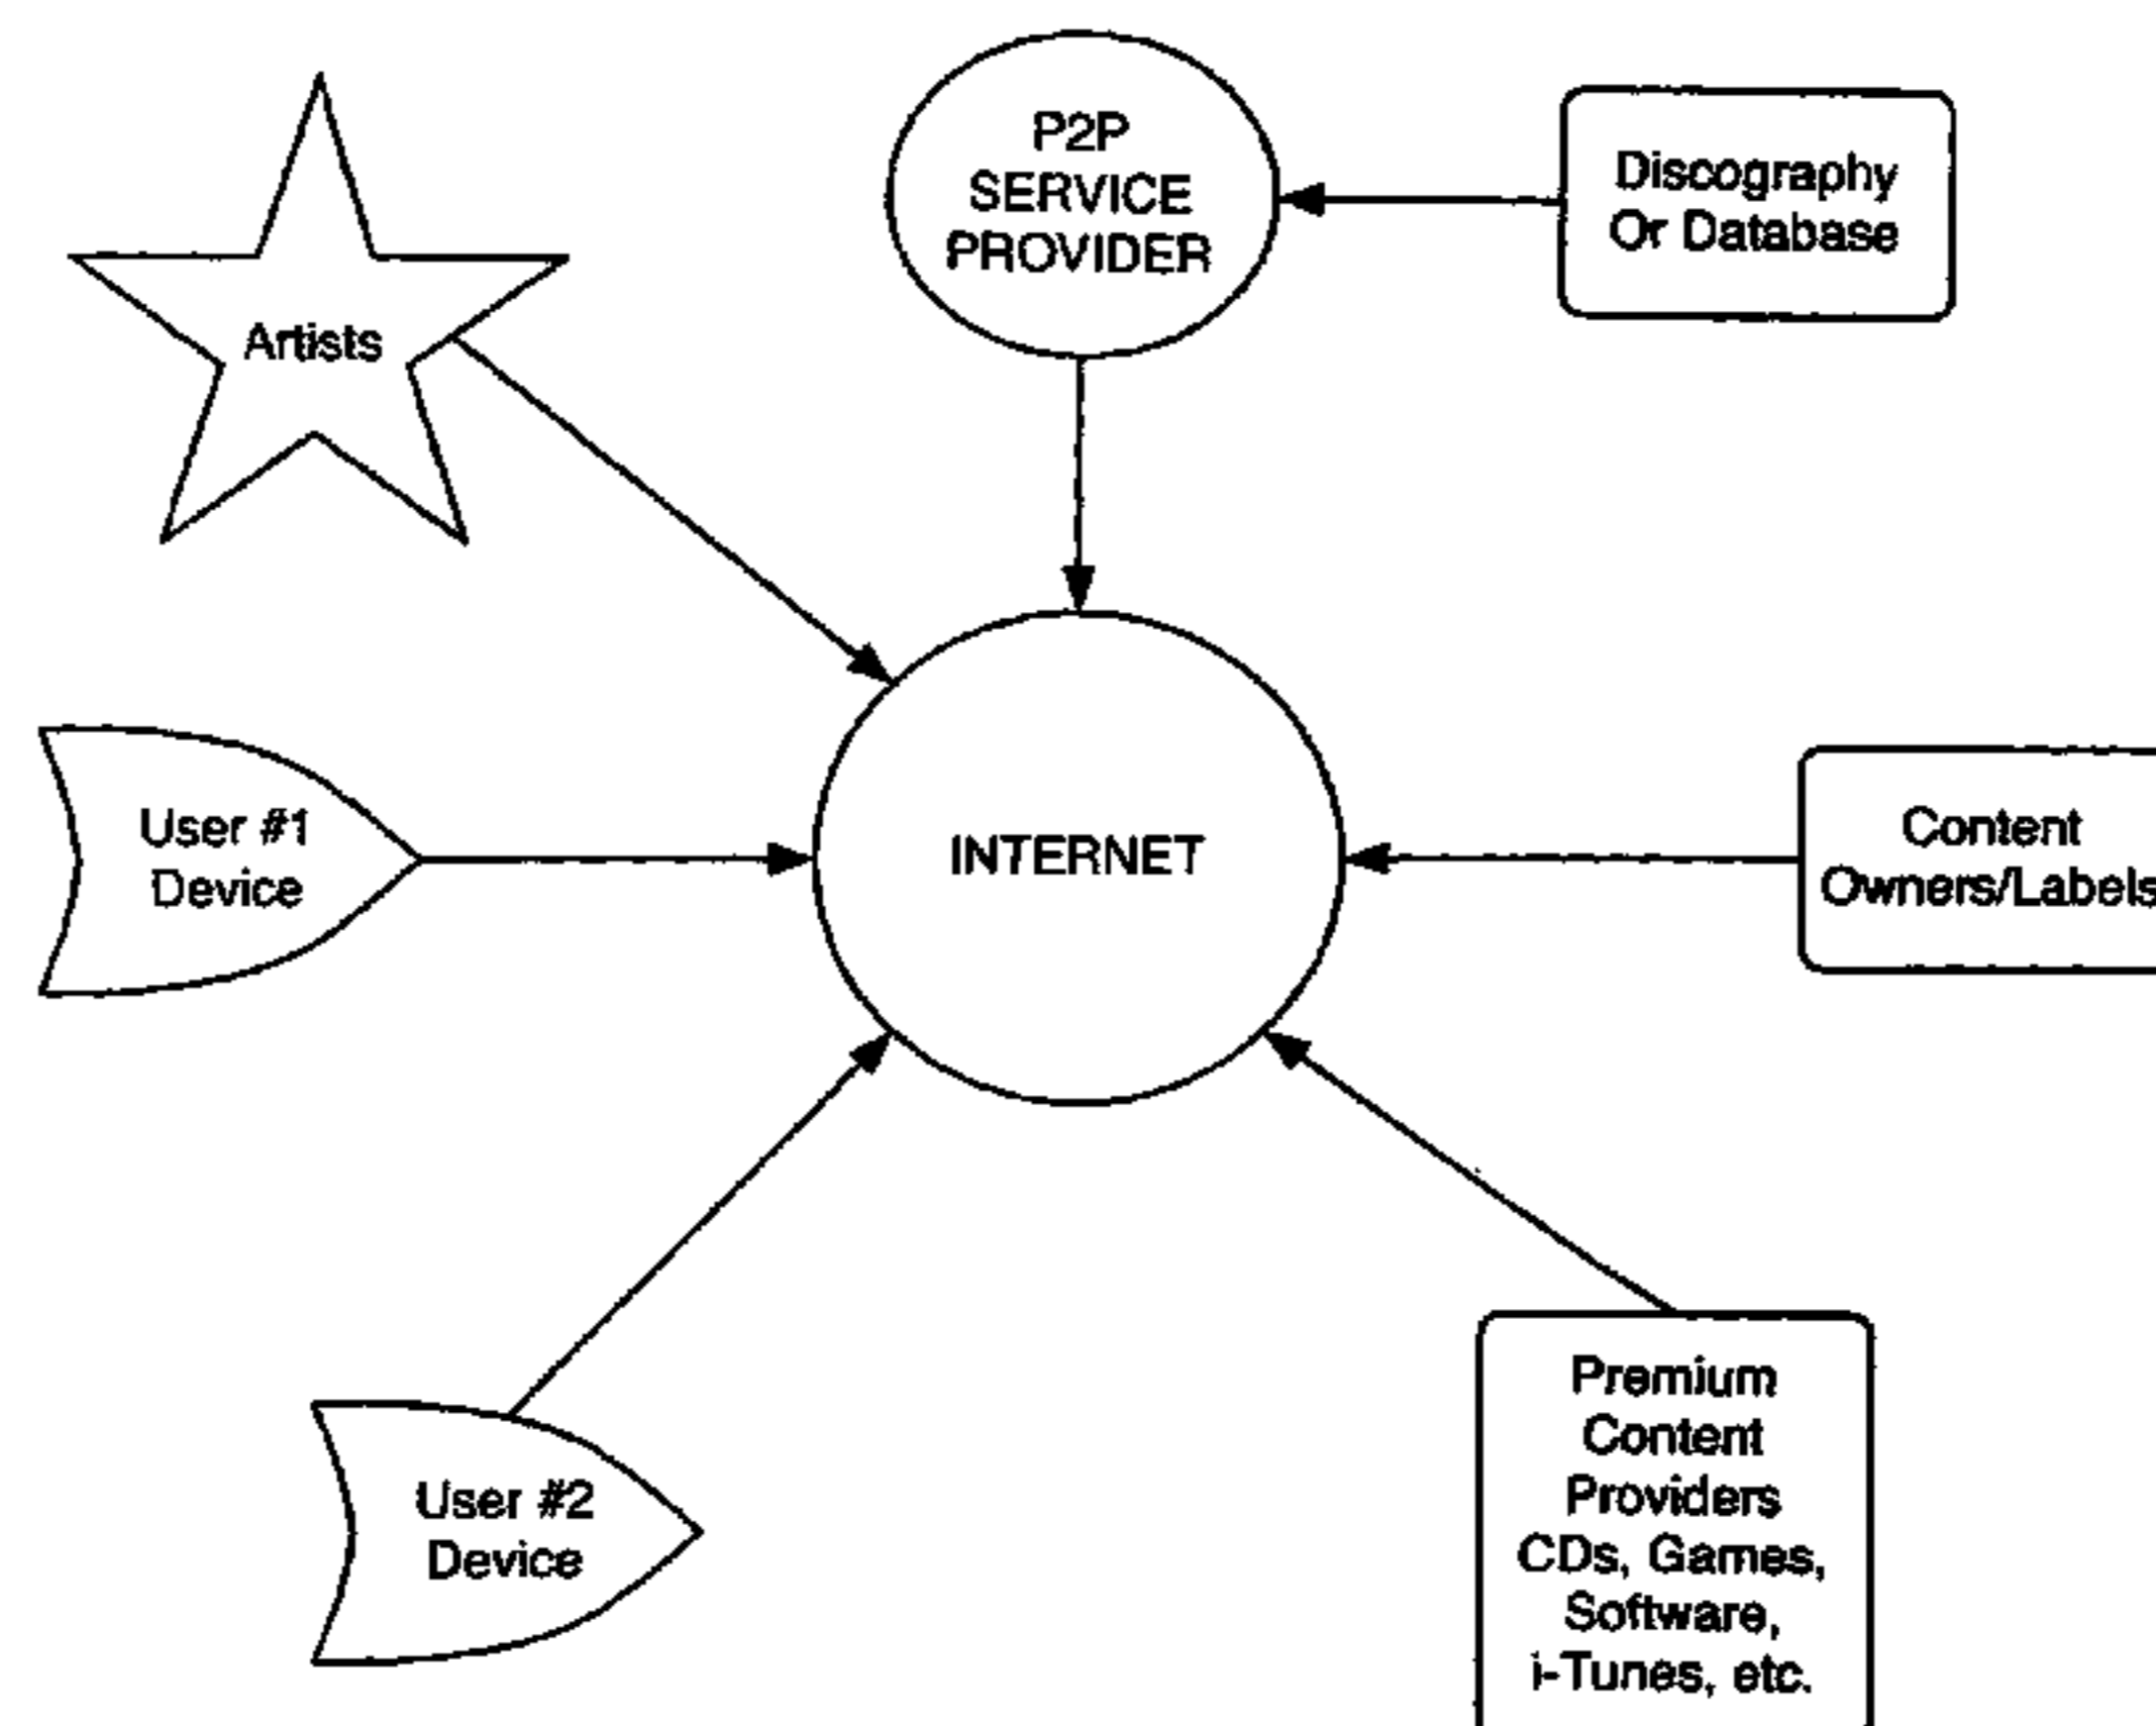 P2P
SERVICE
PROVIDER
Discography
Or Database
Artists
User #1
Device
INTERNET
Content
Owners/Labels
User #2
Device
Premium
Content
Providers
CDs, Games,
Software,
i-Tunes, etc.